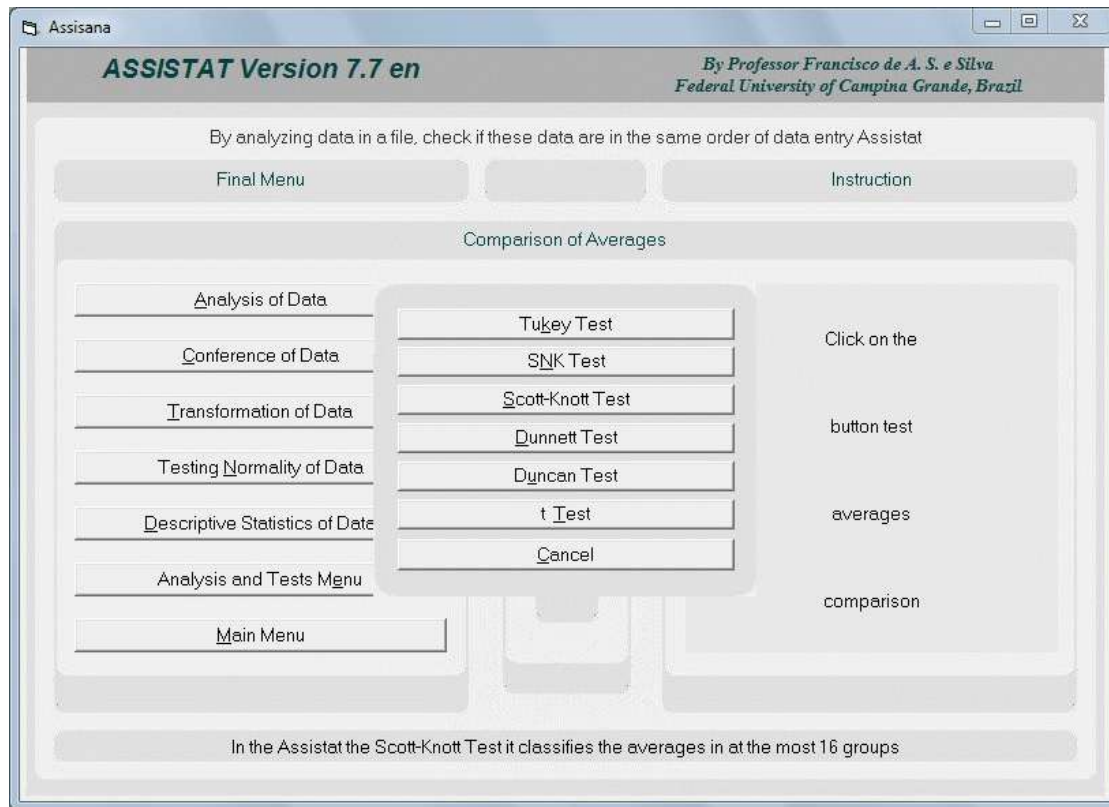 Assisana
ASSISTAT Version 7.7 en
By Professor Francisco de A. S. e Silva
Federal University of Campina Grande, Brazil
By analyzing data in a file, check if these data are in the same order of data entry Assistat
Final Menu
Instruction
Comparison of Averages
Analysis of Data
Conference of Data
Transformation of Data
Testing Normality of Data
Descriptive Statistics of Data
Analysis and Tests Menu
Main Menu
Tukey Test
SNK Test
Scott-Knott Test
Dunnett Test
Duncan Test
t Test
Cancel
Click on the
button test
averages
comparison
In the Assistat the Scott-Knott Test it classifies the averages in at the most 16 groups